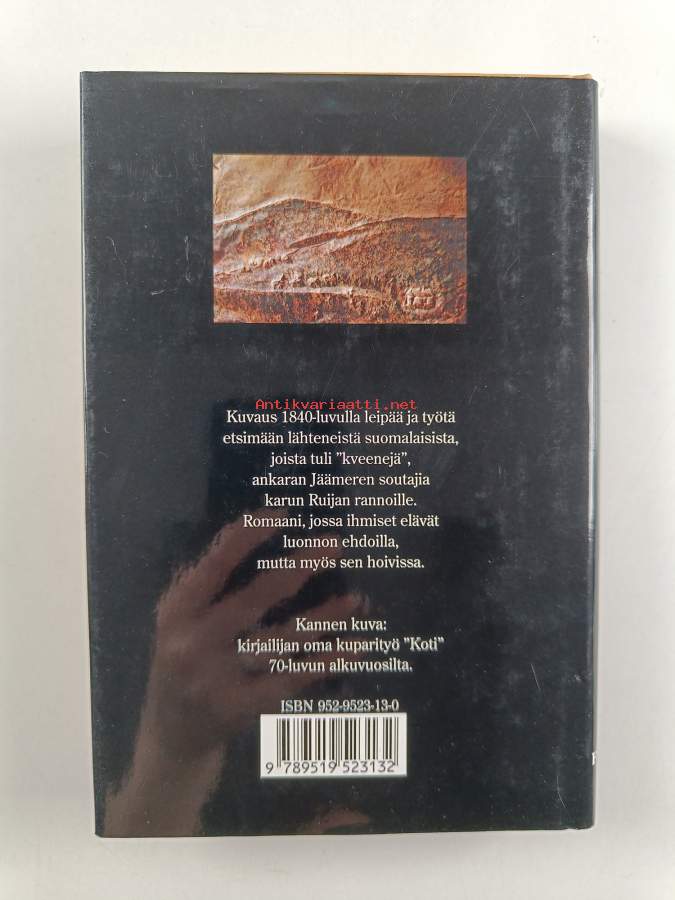 Antikvariaatti.net
Kuvaus 1840-luvulla leipää ja työtä
etsimään lähteneistä suomalaisista,
joista tuli ”kveenejä”,
ankaran Jäämeren soutajia
karun Ruijan rannoille.
Romaani, jossa ihmiset elävät
luonnon ehdoilla,
mutta myös sen hoivissa.
Kannen kuva:
kirjailijan oma kuparityö ”Koti”
70-luvun alkuvuosilta.
ISBN 952-9523-13-0
9 789519 523132